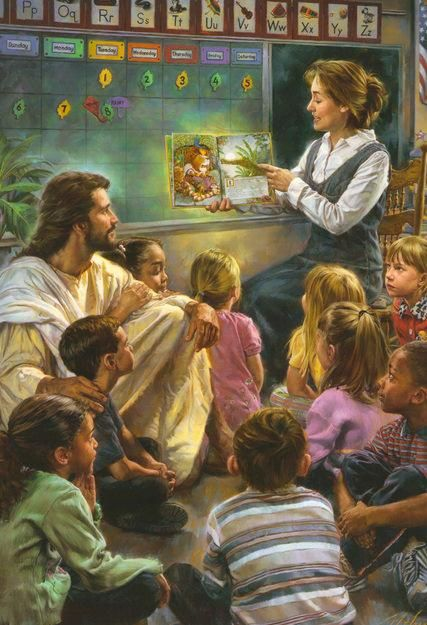 Pp Qq Rr Ss Tt Uu Vv Ww Xx Yy Zz
Sunday Monday Tuesday Wednesday Thursday Friday Saturday
1 2 3 4 5
6 7 8